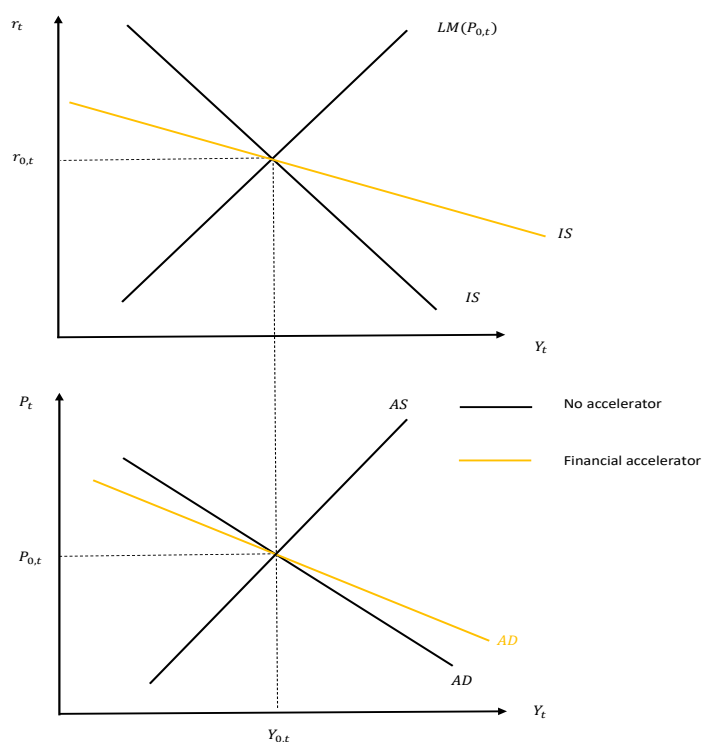 r_t
LM(P_{0,t})
r_{0,t}
IS
IS
Y_t
P_t
AS
No accelerator
Financial accelerator
P_{0,t}
AD
AD
Y_{0,t}
Y_t